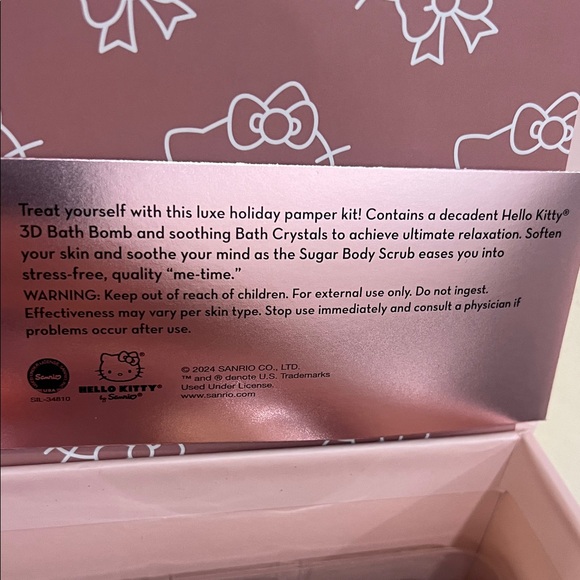 Treat yourself with this luxe holiday pamper kit! Contains a decadent Hello Kitty®
3D Bath Bomb and soothing Bath Crystals to achieve ultimate relaxation. Soften
your skin and soothe your mind as the Sugar Body Scrub eases you into
stress-free, quality “me-time.”
WARNING: Keep out of reach of children. For external use only. Do not ingest.
Effectiveness may vary per skin type. Stop use immediately and consult a physician if
problems occur after use.
Sanrio
SIL-34810
HELLO KITTY®
by Sanrio
© 2024 SANRIO CO., LTD.
™ and ® denote U.S. Trademarks
Used Under License.
www.sanrio.com